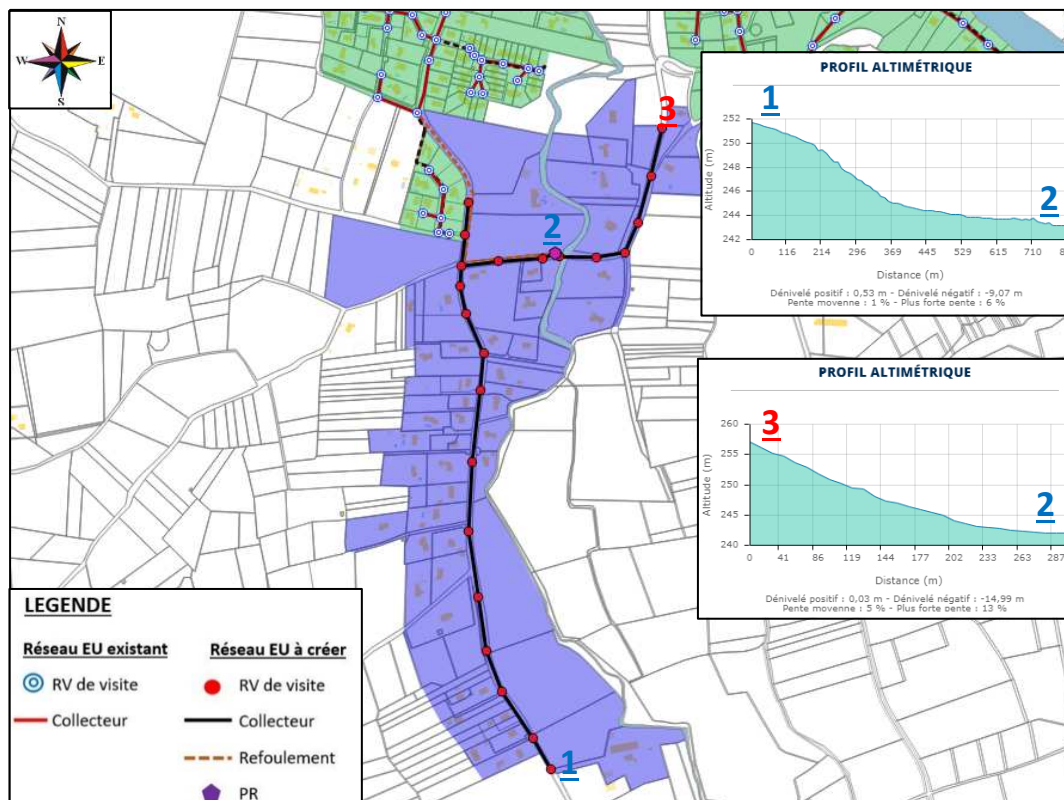 N
W E
S
3
2
1
PROFIL ALTIMÉTRIQUE
1
2
Altitude (m)
252
250
248
246
244
242
0 116 214 296 369 445 529 610 710
Distance (m)
Dénivelé positif : 0,53 m - Dénivelé négatif : -9,07 m
Pente moyenne : 1 % - Plus forte pente : 6 %
PROFIL ALTIMÉTRIQUE
3
2
Altitude (m)
260
255
250
245
240
0 41 86 119 144 177 202 233 263 287
Distance (m)
Dénivelé positif : 0,03 m - Dénivelé négatif : -14,99 m
Pente moyenne : 5 % - Plus forte pente : 13 %
LEGENDE
Réseau EU existant Réseau EU à créer
RV de visite RV de visite
Collecteur Collecteur
Refoulement
PR